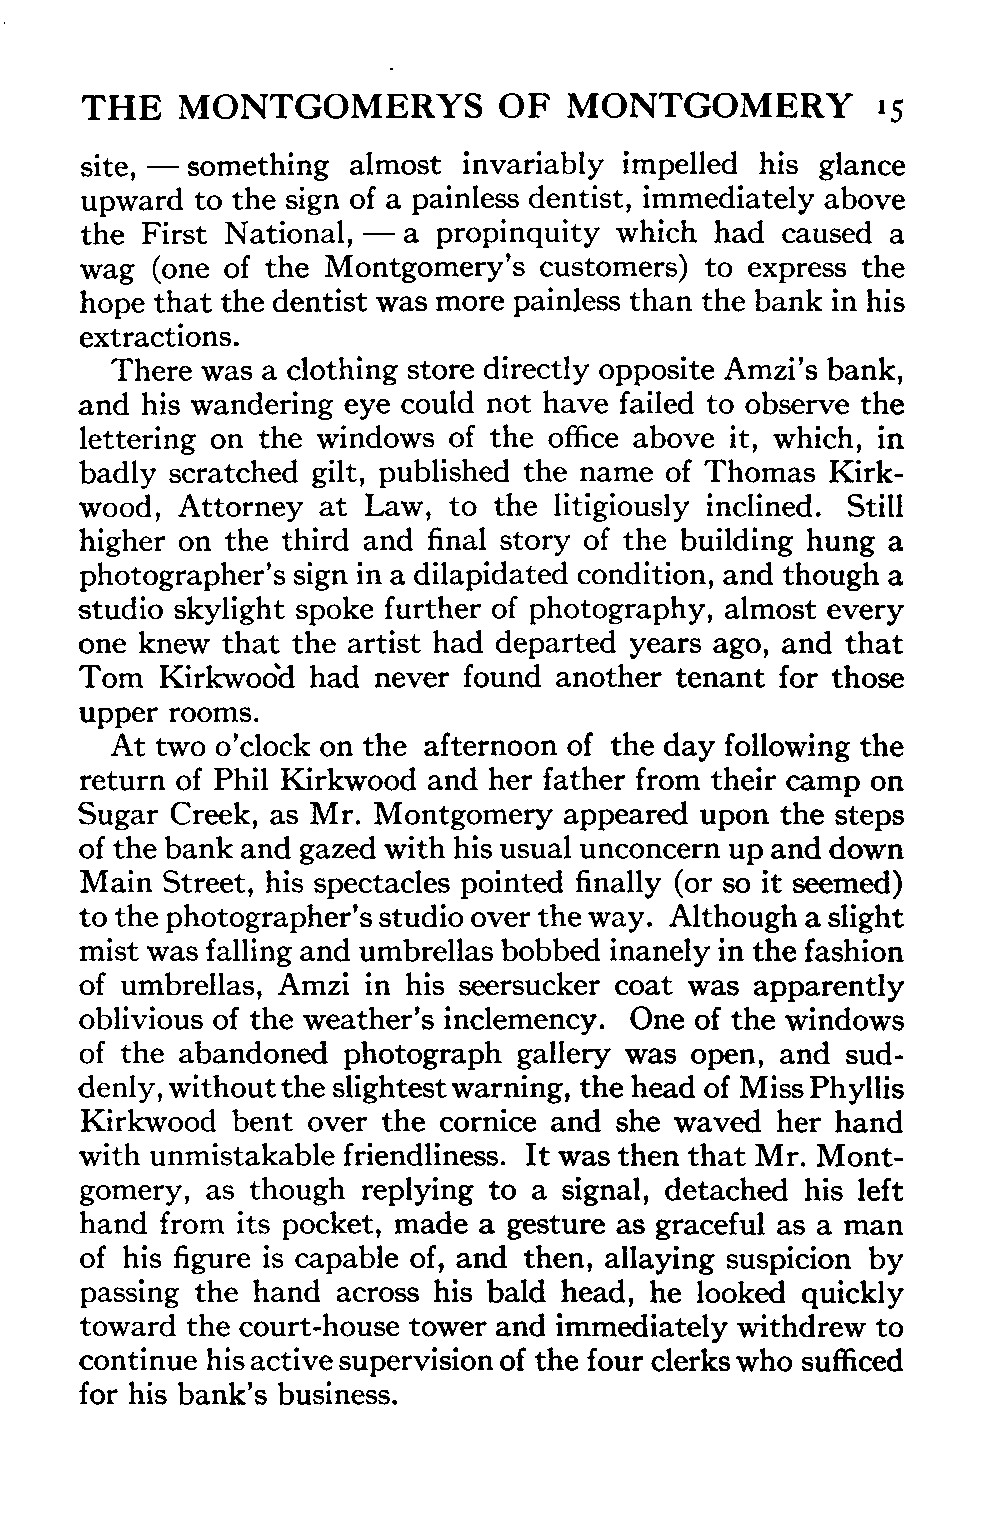 THE MONTGOMERYS OF MONTGOMERY 15
site, — something almost invariably impelled his glance
upward to the sign of a painless dentist, immediately above
the First National, — a propinquity which had caused a
wag (one of the Montgomery's customers) to express the
hope that the dentist was more painless than the bank in his
extractions.
There was a clothing store directly opposite Amzi's bank,
and his wandering eye could not have failed to observe the
lettering on the windows of the office above it, which, in
badly scratched gilt, published the name of Thomas Kirk-
wood, Attorney at Law, to the litigiously inclined. Still
higher on the third and final story of the building hung a
photographer's sign in a dilapidated condition, and though a
studio skylight spoke further of photography, almost every
one knew that the artist had departed years ago, and that
Tom Kirkwood had never found another tenant for those
upper rooms.
At two o'clock on the afternoon of the day following the
return of Phil Kirkwood and her father from their camp on
Sugar Creek, as Mr. Montgomery appeared upon the steps
of the bank and gazed with his usual unconcern up and down
Main Street, his spectacles pointed finally (or so it seemed)
to the photographer's studio over the way. Although a slight
mist was falling and umbrellas bobbed inanely in the fashion
of umbrellas, Amzi in his seersucker coat was apparently
oblivious of the weather's inclemency. One of the windows
of the abandoned photograph gallery was open, and sud-
denly, without the slightest warning, the head of Miss Phyllis
Kirkwood bent over the cornice and she waved her hand
with unmistakable friendliness. It was then that Mr. Mont-
gomery, as though replying to a signal, detached his left
hand from its pocket, made a gesture as graceful as a man
of his figure is capable of, and then, allaying suspicion by
passing the hand across his bald head, he looked quickly
toward the court-house tower and immediately withdrew to
continue his active supervision of the four clerks who sufficed
for his bank's business.